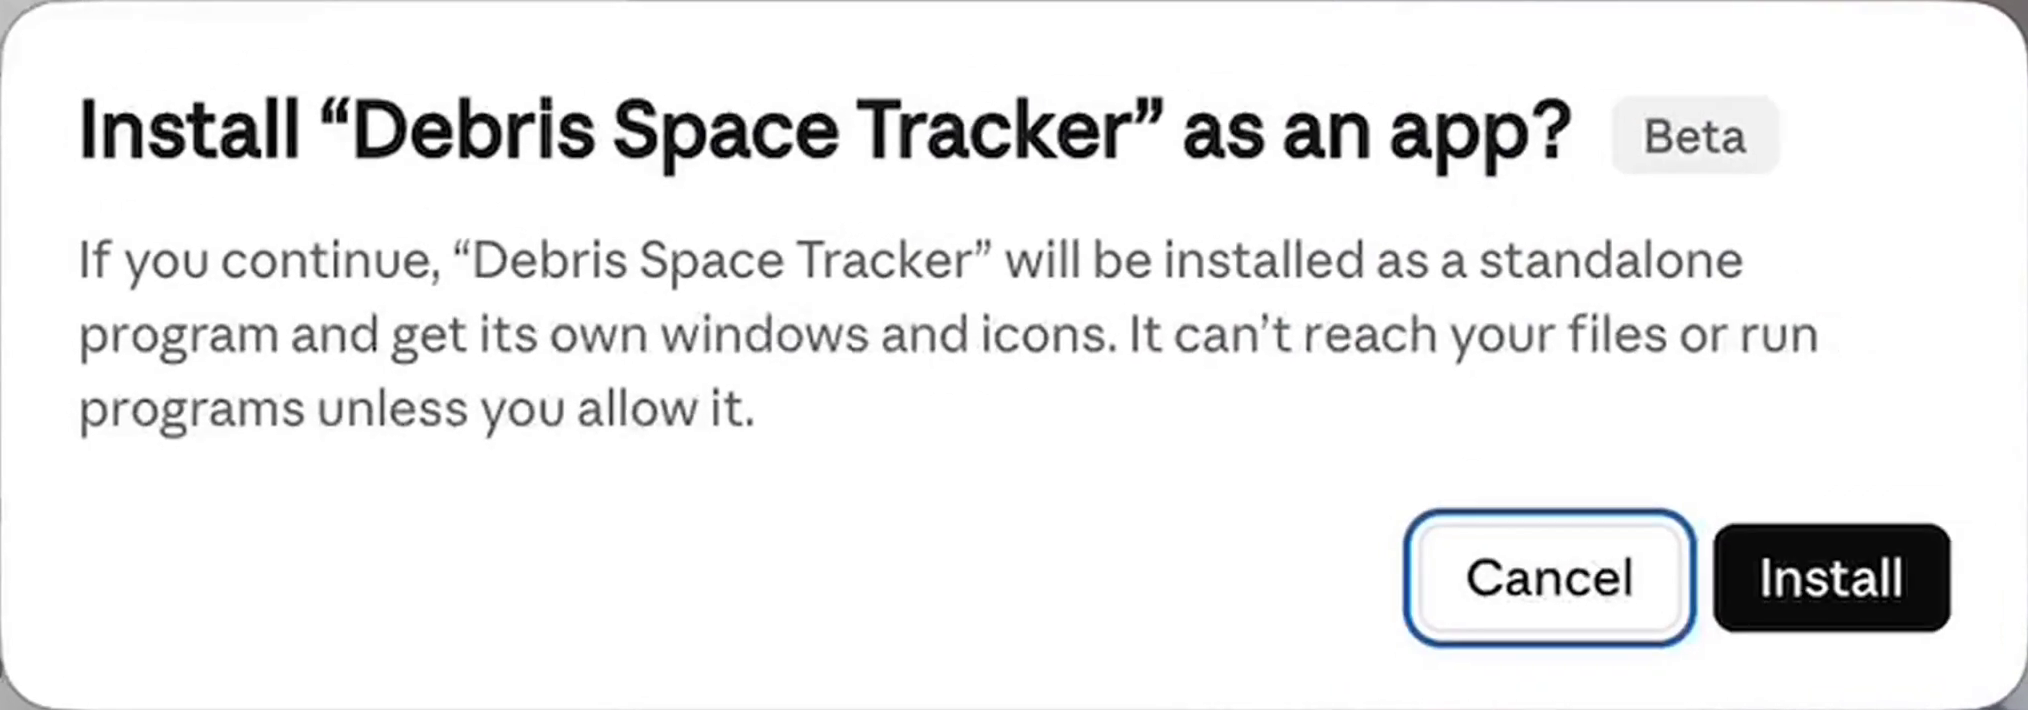 Install “Debris Space Tracker” as an app? Beta
If you continue, “Debris Space Tracker” will be installed as a standalone
program and get its own windows and icons. It can’t reach your files or run
programs unless you allow it.
Cancel Install